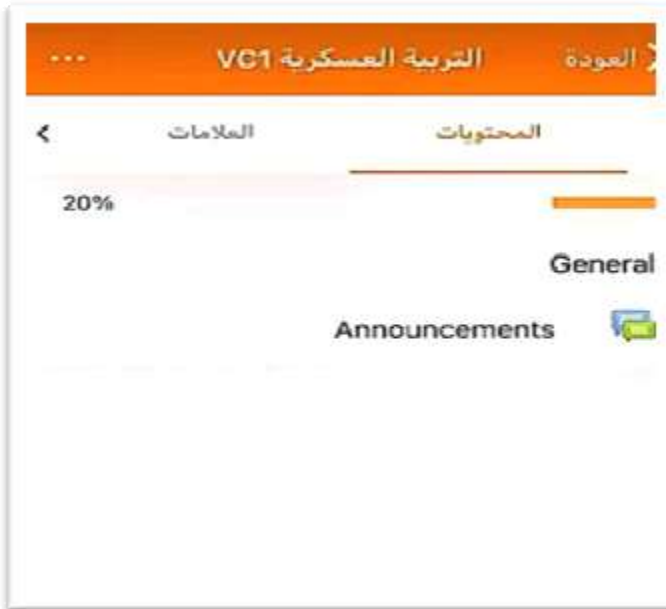 العودة التربية العسكرية VC1 ...
المحتويات العلامات
20%
General
Announcements